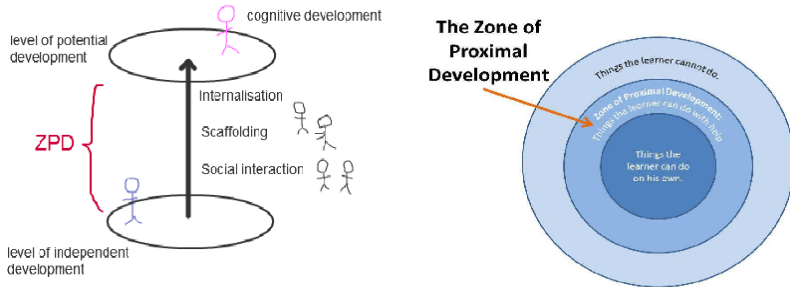 cognitive development
level of potential
development
Internalisation
ZPD
Scaffolding
Social interaction
level of independent
development
The Zone of
Proximal
Development
Things the learner cannot do.
Zone of Proximal Development:
Things the learner can do with help
Things the
learner can do
on his own.